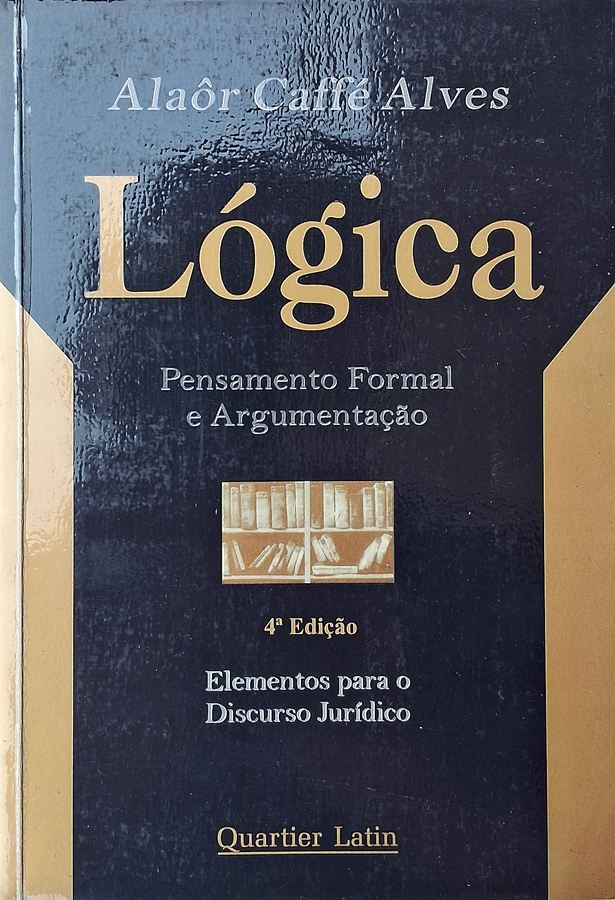 Alaôr Caffé Alves
Lógica
Pensamento Formal
e Argumentação
4ª Edição
Elementos para o
Discurso Jurídico
Quartier Latin